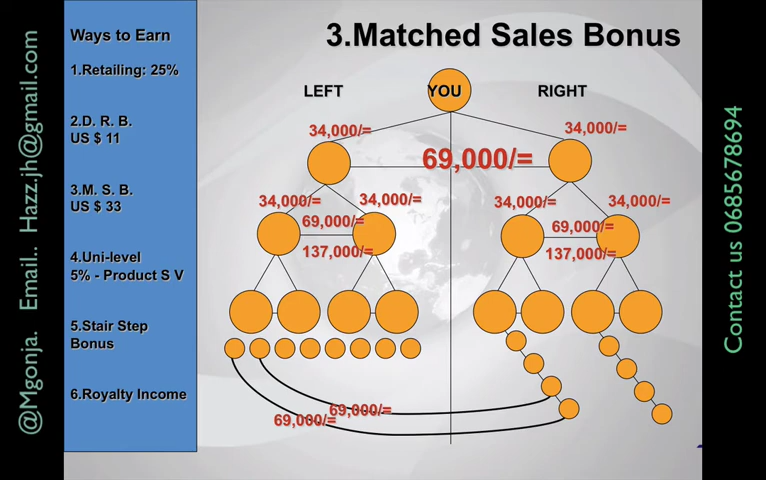 @Mgonja. Email.. Hazz.jh@gmail.com
Ways to Earn
1.Retailing: 25%
2.D. R. B.
US $ 11
3.M. S. B.
US $ 33
4.Uni-level
5% - Product S V
5.Stair Step
Bonus
6.Royalty Income
3.Matched Sales Bonus
LEFT
YOU
RIGHT
34,000/=
34,000/=
69,000/=
34,000/=
34,000/=
34,000/=
34,000/=
69,000/=
69,000/=
137,000/=
137,000/=
69,000/=
69,000/=
Contact us 0685678694